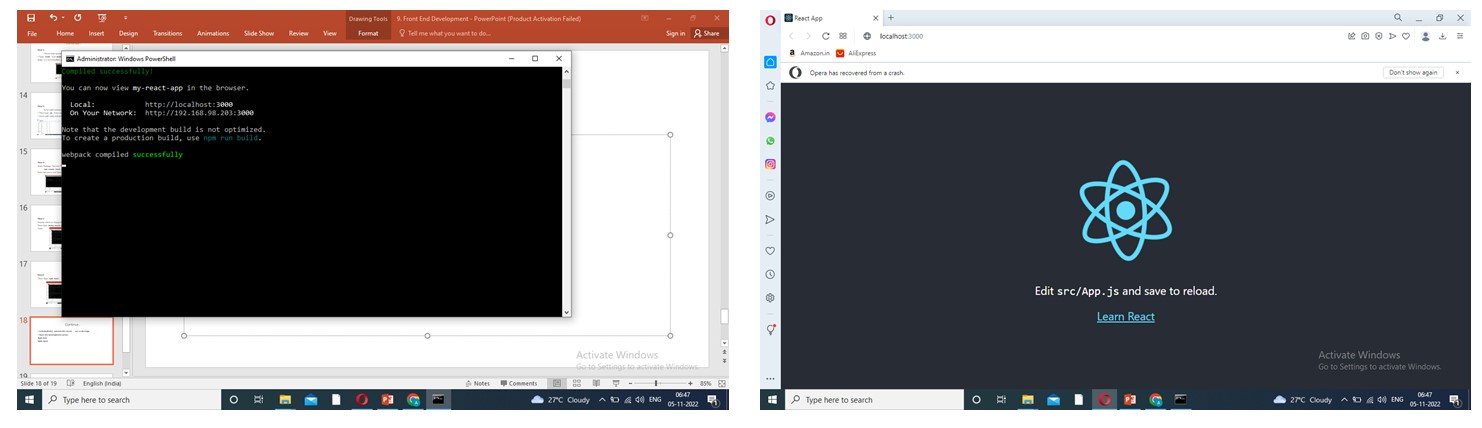 Drawing Tools
9. Front End Development - PowerPoint (Product Activation Failed)
File Home Insert Design Transitions Animations Slide Show Review View Format Tell me what you want to do... Sign in Share
Administrator: Windows PowerShell
Compiled successfully!
You can now view my-react-app in the browser.
Local: http://localhost:3000
On Your Network: http://192.168.98.203:3000
Note that the development build is not optimized.
To create a production build, use npm run build.
webpack compiled successfully
14
15
16
17
18
19
Activate Windows
Go to Settings to activate Windows.
Slide 18 of 19 English (India) Notes Comments 85%
Type here to search 27°C Cloudy ENG 06:47
05-11-2022
React App
localhost:3000
Amazon.in AliExpress
Opera has recovered from a crash. Don't show again
Edit src/App.js and save to reload.
Learn React
Activate Windows
Go to Settings to activate Windows.
Type here to search 27°C Cloudy ENG 06:47
05-11-2022